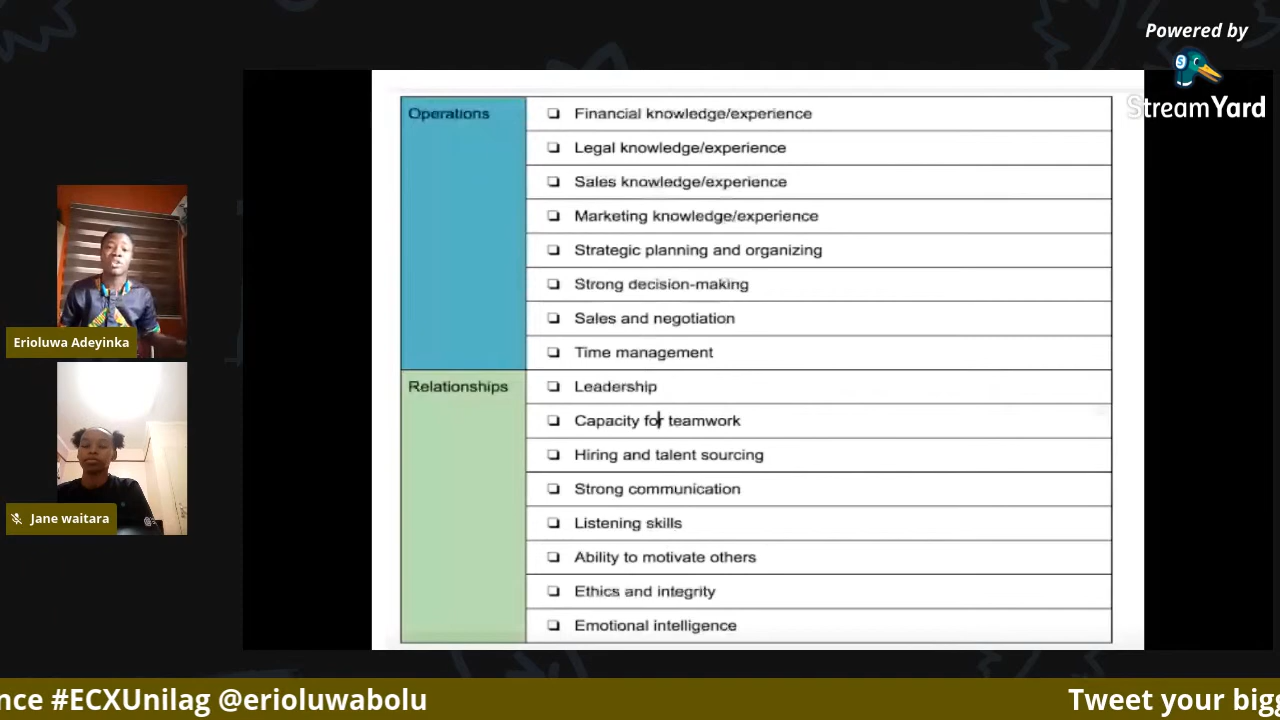 Powered by
StreamYard
Operations
❏ Financial knowledge/experience
❏ Legal knowledge/experience
❏ Sales knowledge/experience
❏ Marketing knowledge/experience
❏ Strategic planning and organizing
❏ Strong decision-making
❏ Sales and negotiation
❏ Time management
Relationships
❏ Leadership
❏ Capacity for teamwork
❏ Hiring and talent sourcing
❏ Strong communication
❏ Listening skills
❏ Ability to motivate others
❏ Ethics and integrity
❏ Emotional intelligence
Erioluwa Adeyinka
Jane waitara
nce #ECXUnilag @erioluwabolu
Tweet your bigg